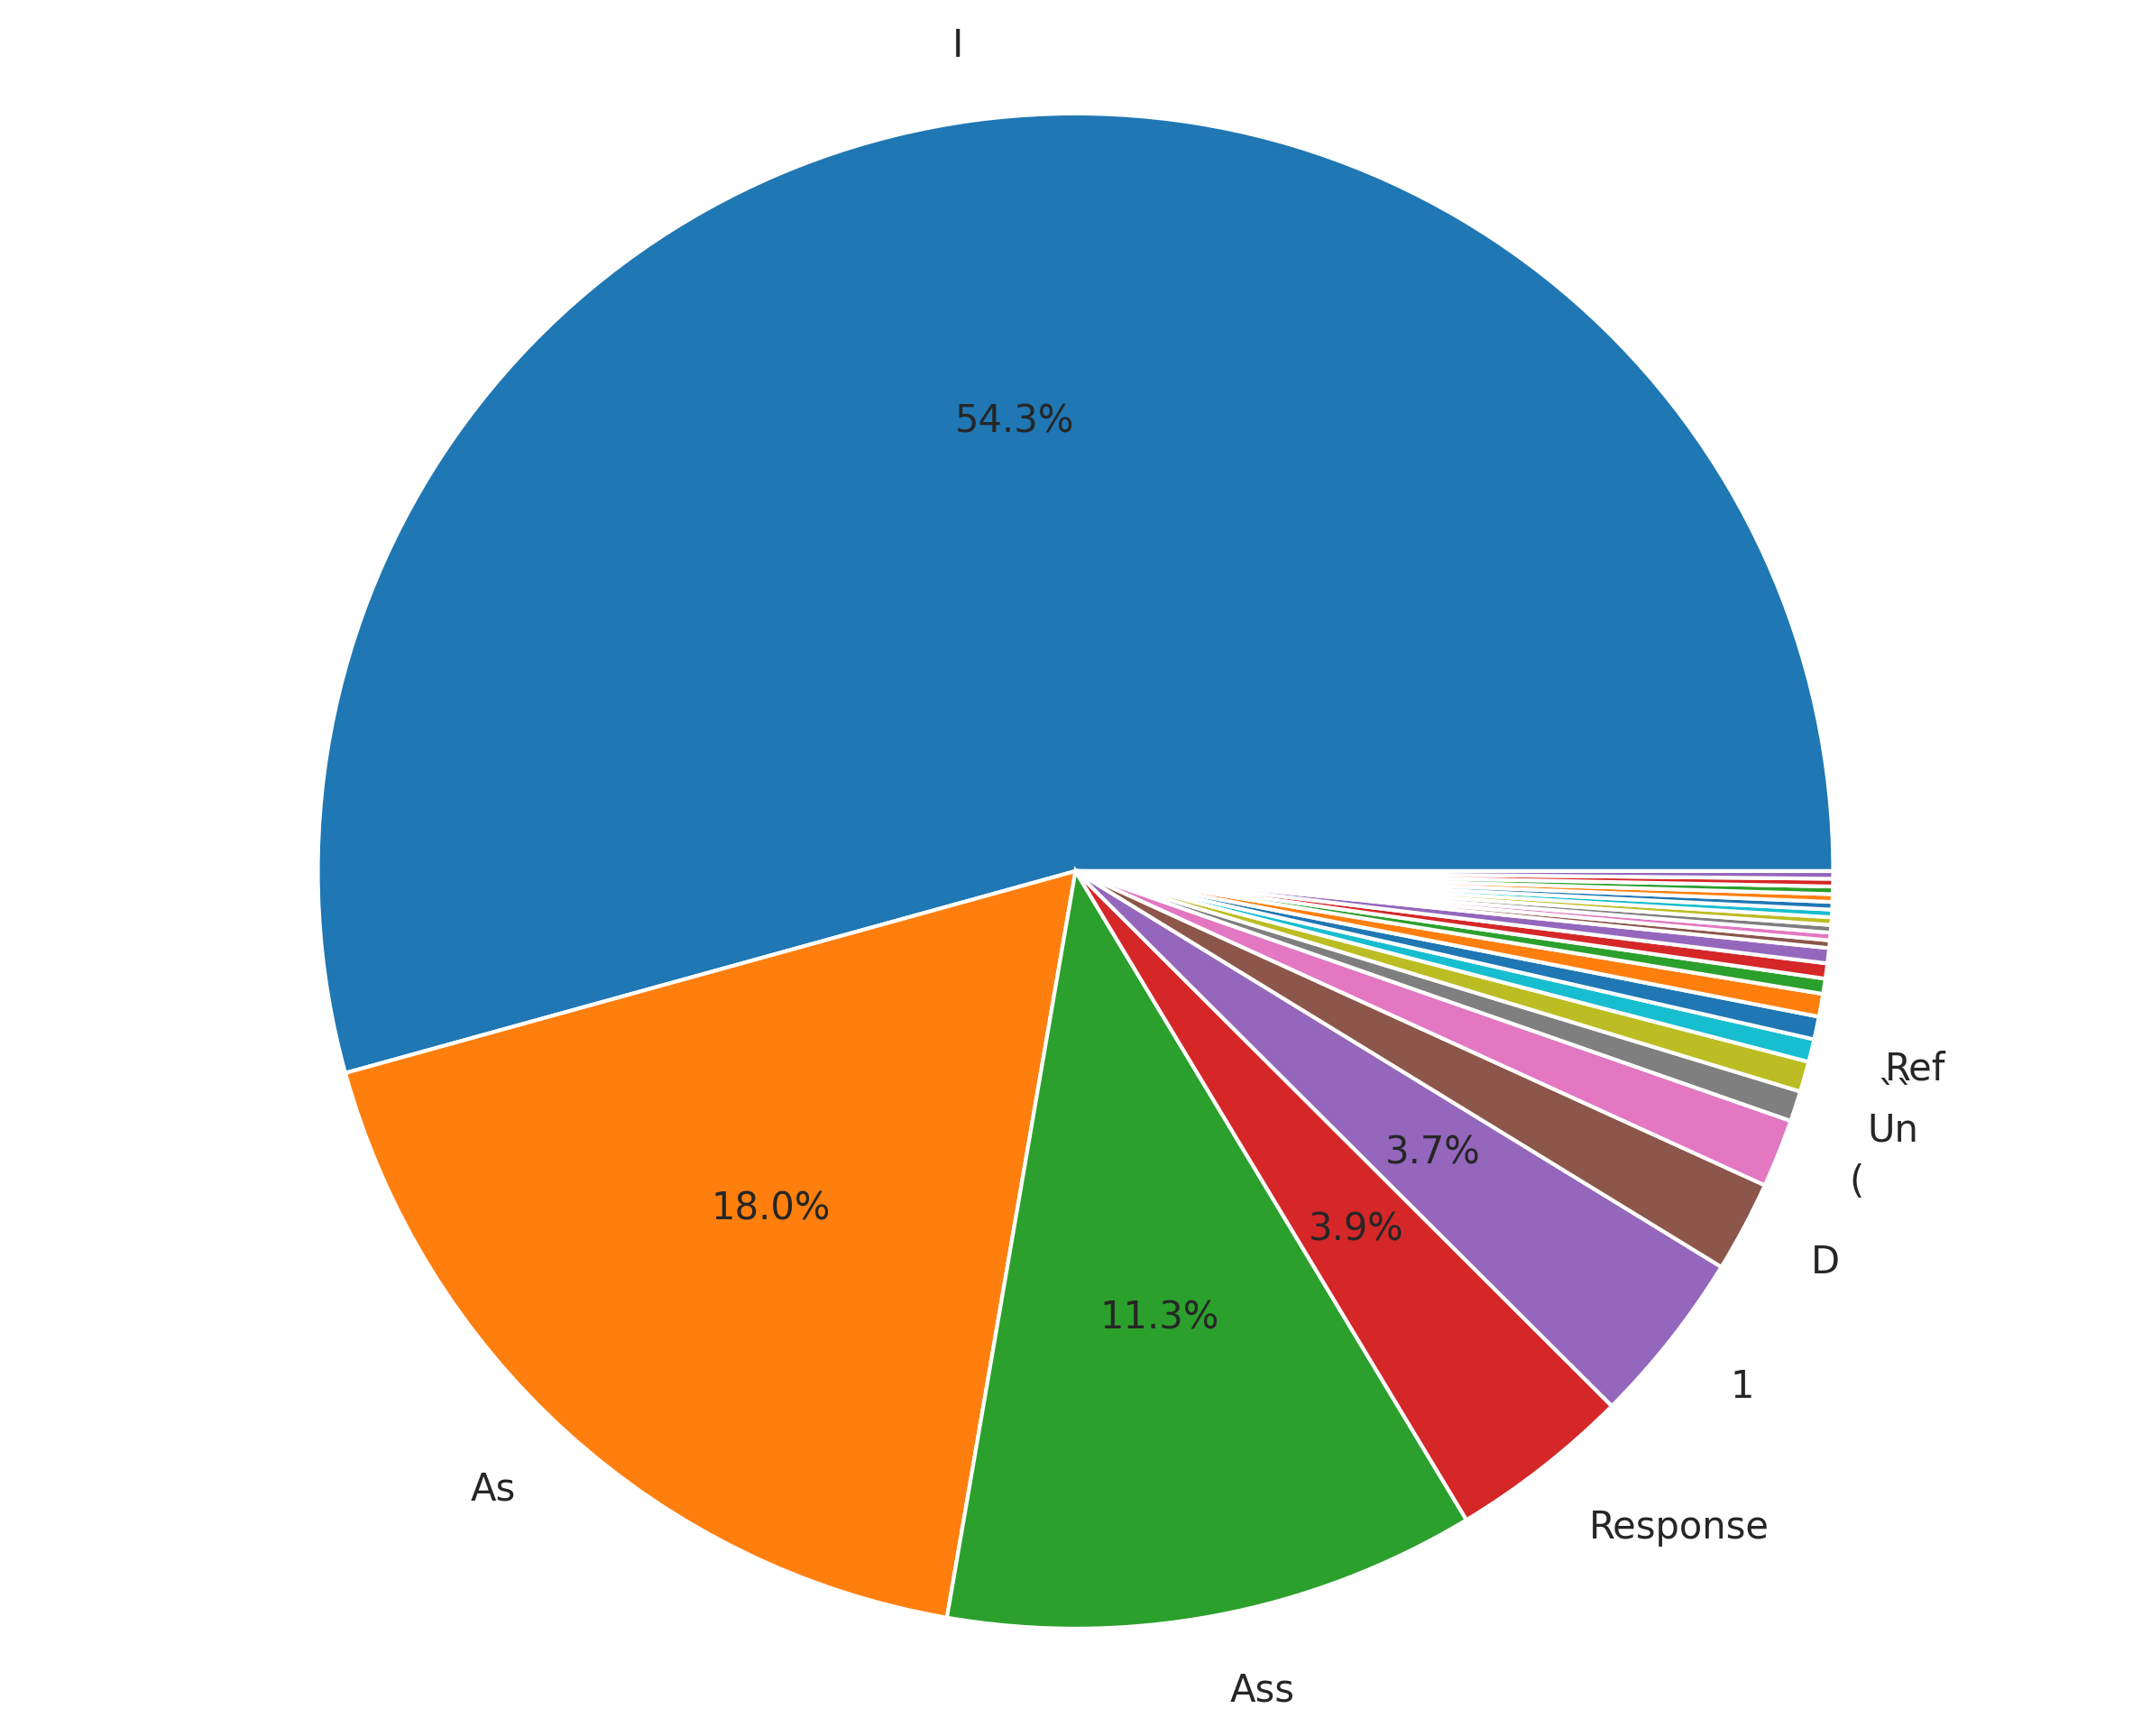 I
54.3%
18.0%
11.3%
3.9%
3.7%
As
Ass
Response
1
D
(
Un
Ref